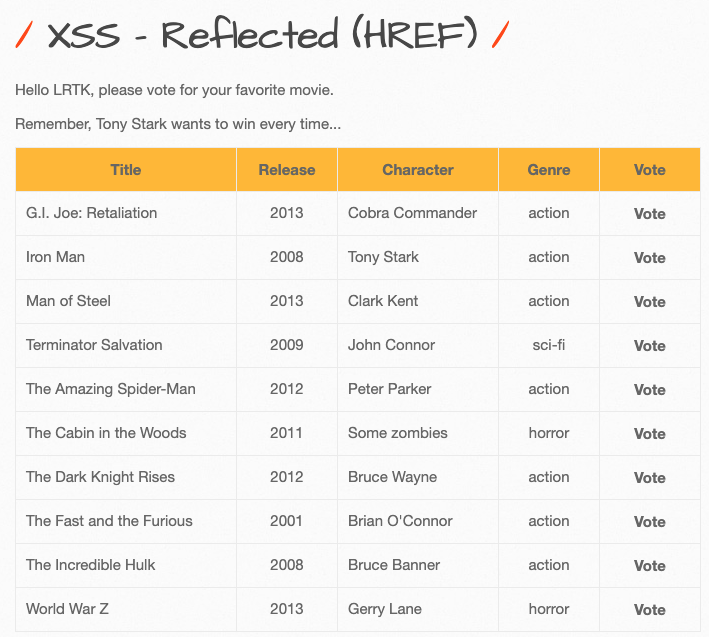 / XSS - Reflected (HREF) /
Hello LRTK, please vote for your favorite movie.
Remember, Tony Stark wants to win every time...
Title Release Character Genre Vote
G.I. Joe: Retaliation 2013 Cobra Commander action Vote
Iron Man 2008 Tony Stark action Vote
Man of Steel 2013 Clark Kent action Vote
Terminator Salvation 2009 John Connor sci-fi Vote
The Amazing Spider-Man 2012 Peter Parker action Vote
The Cabin in the Woods 2011 Some zombies horror Vote
The Dark Knight Rises 2012 Bruce Wayne action Vote
The Fast and the Furious 2001 Brian O'Connor action Vote
The Incredible Hulk 2008 Bruce Banner action Vote
World War Z 2013 Gerry Lane horror Vote